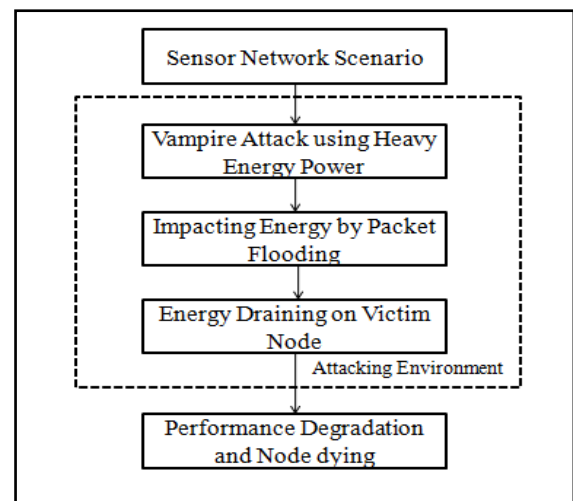 Sensor Network Scenario
Vampire Attack using Heavy
Energy Power
Impacting Energy by Packet
Flooding
Energy Draining on Victim
Node
Attacking Environment
Performance Degradation
and Node dying